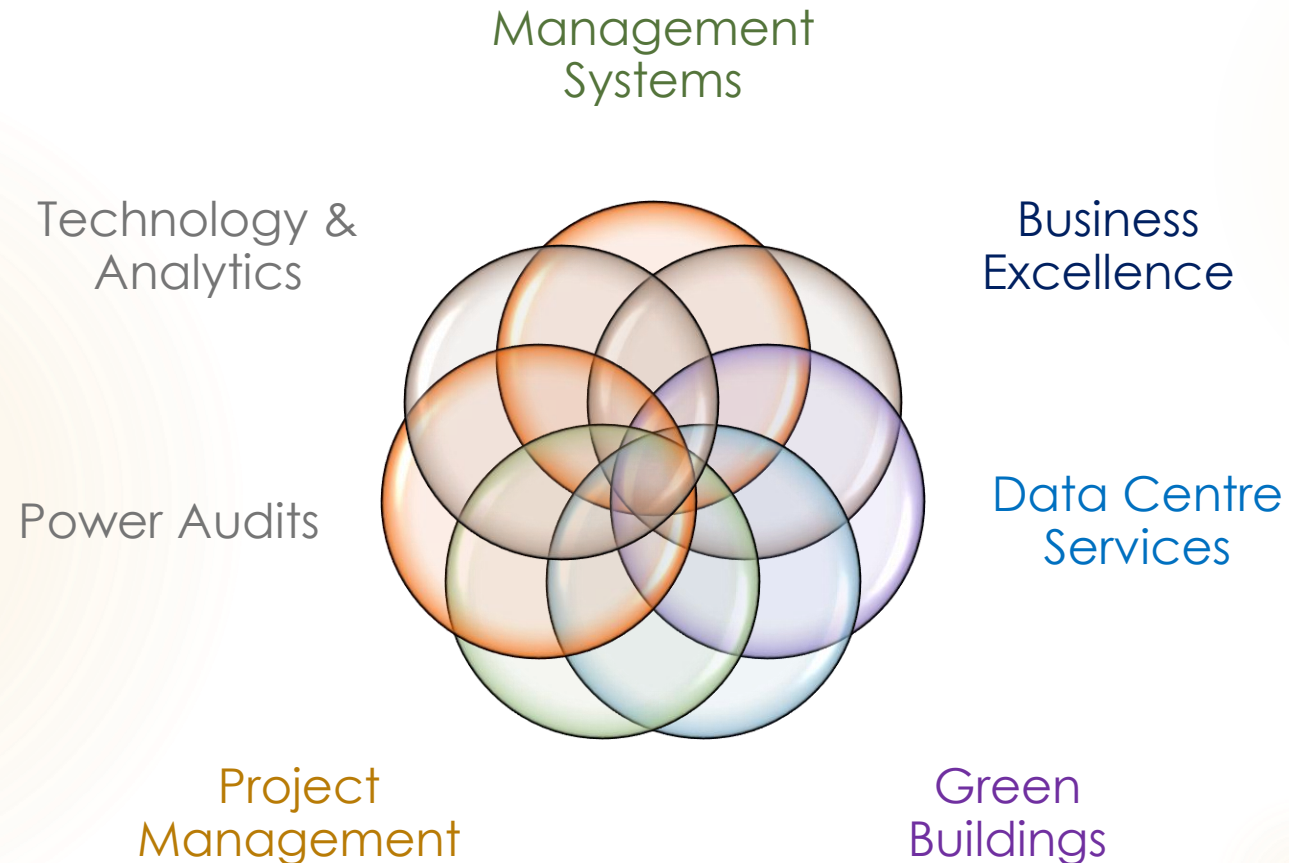 Management
Systems
Technology &
Analytics
Business
Excellence
Power Audits
Data Centre
Services
Project
Management
Green
Buildings